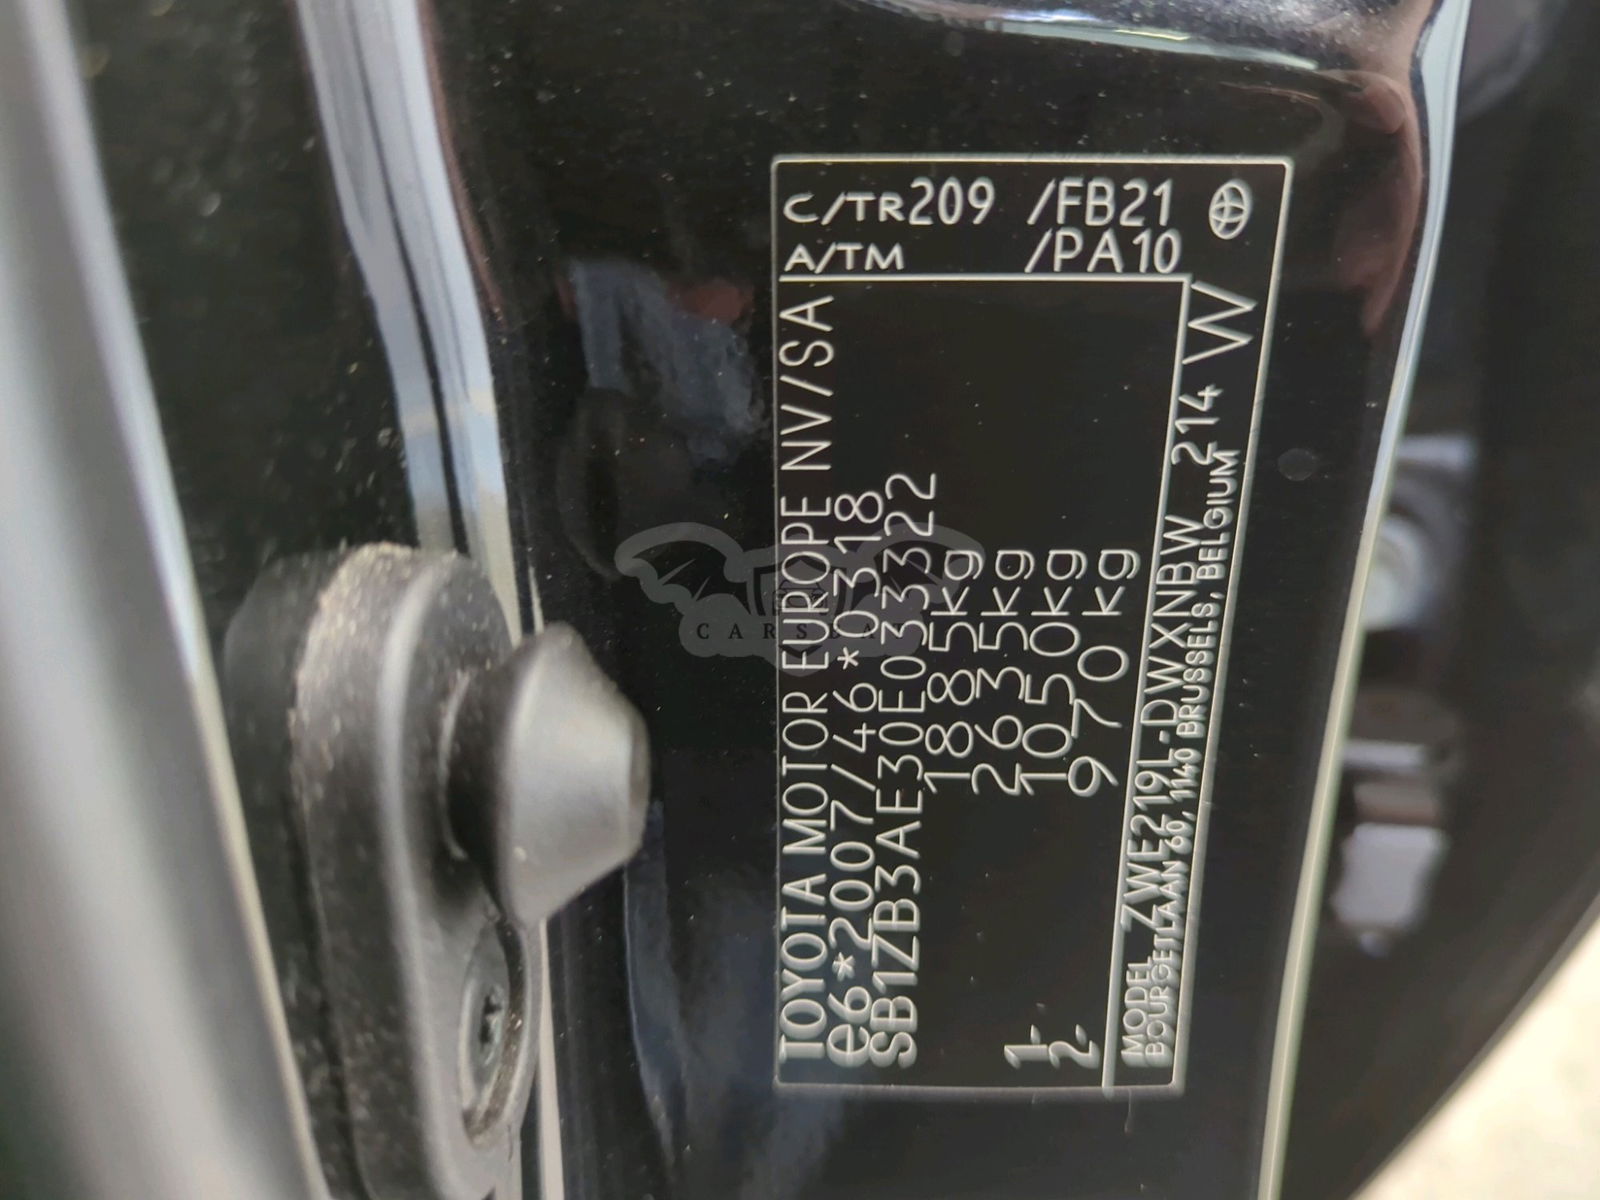 C/TR209 /FB21
A/TM /PA10
TOYOTA MOTOR EUROPE NV/SA
e6*2007/46*0318
SB1ZB3AE30E033322
1885kg
2635kg
1- 1050kg
2- 970kg
MODEL ZWE219L-DWXNBW 214 W
BOURGETLAAN 60, 1140 BRUSSELS, BELGIUM